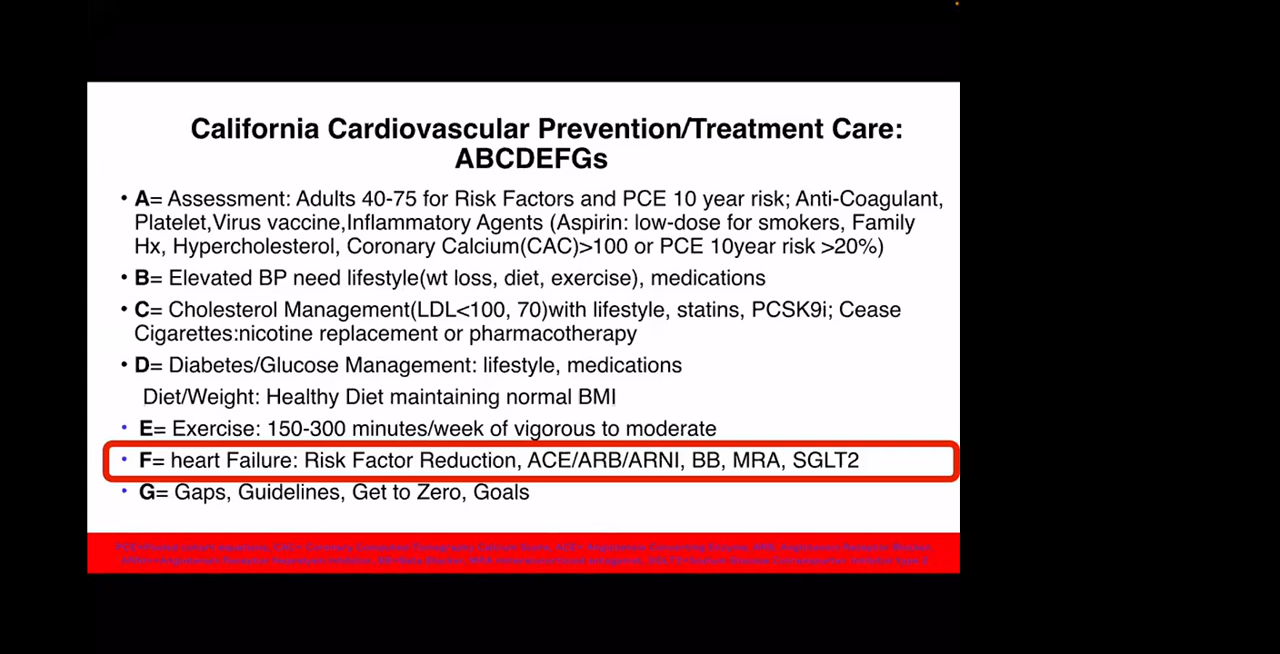 California Cardiovascular Prevention/Treatment Care:
ABCDEFGs
• A= Assessment: Adults 40-75 for Risk Factors and PCE 10 year risk; Anti-Coagulant,
Platelet,Virus vaccine,Inflammatory Agents (Aspirin: low-dose for smokers, Family
Hx, Hypercholesterol, Coronary Calcium(CAC)>100 or PCE 10year risk >20%)
• B= Elevated BP need lifestyle(wt loss, diet, exercise), medications
• C= Cholesterol Management(LDL<100, 70)with lifestyle, statins, PCSK9i; Cease
Cigarettes:nicotine replacement or pharmacotherapy
• D= Diabetes/Glucose Management: lifestyle, medications
Diet/Weight: Healthy Diet maintaining normal BMI
• E= Exercise: 150-300 minutes/week of vigorous to moderate
• F= heart Failure: Risk Factor Reduction, ACE/ARB/ARNI, BB, MRA, SGLT2
• G= Gaps, Guidelines, Get to Zero, Goals